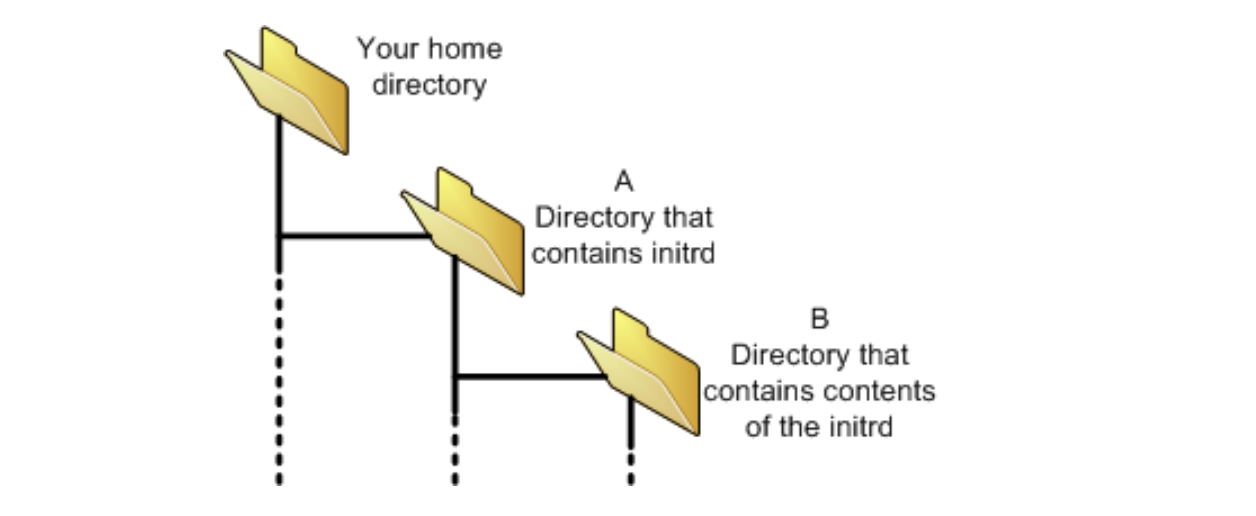 Your home
directory
A
Directory that
contains initrd
B
Directory that
contains contents
of the initrd